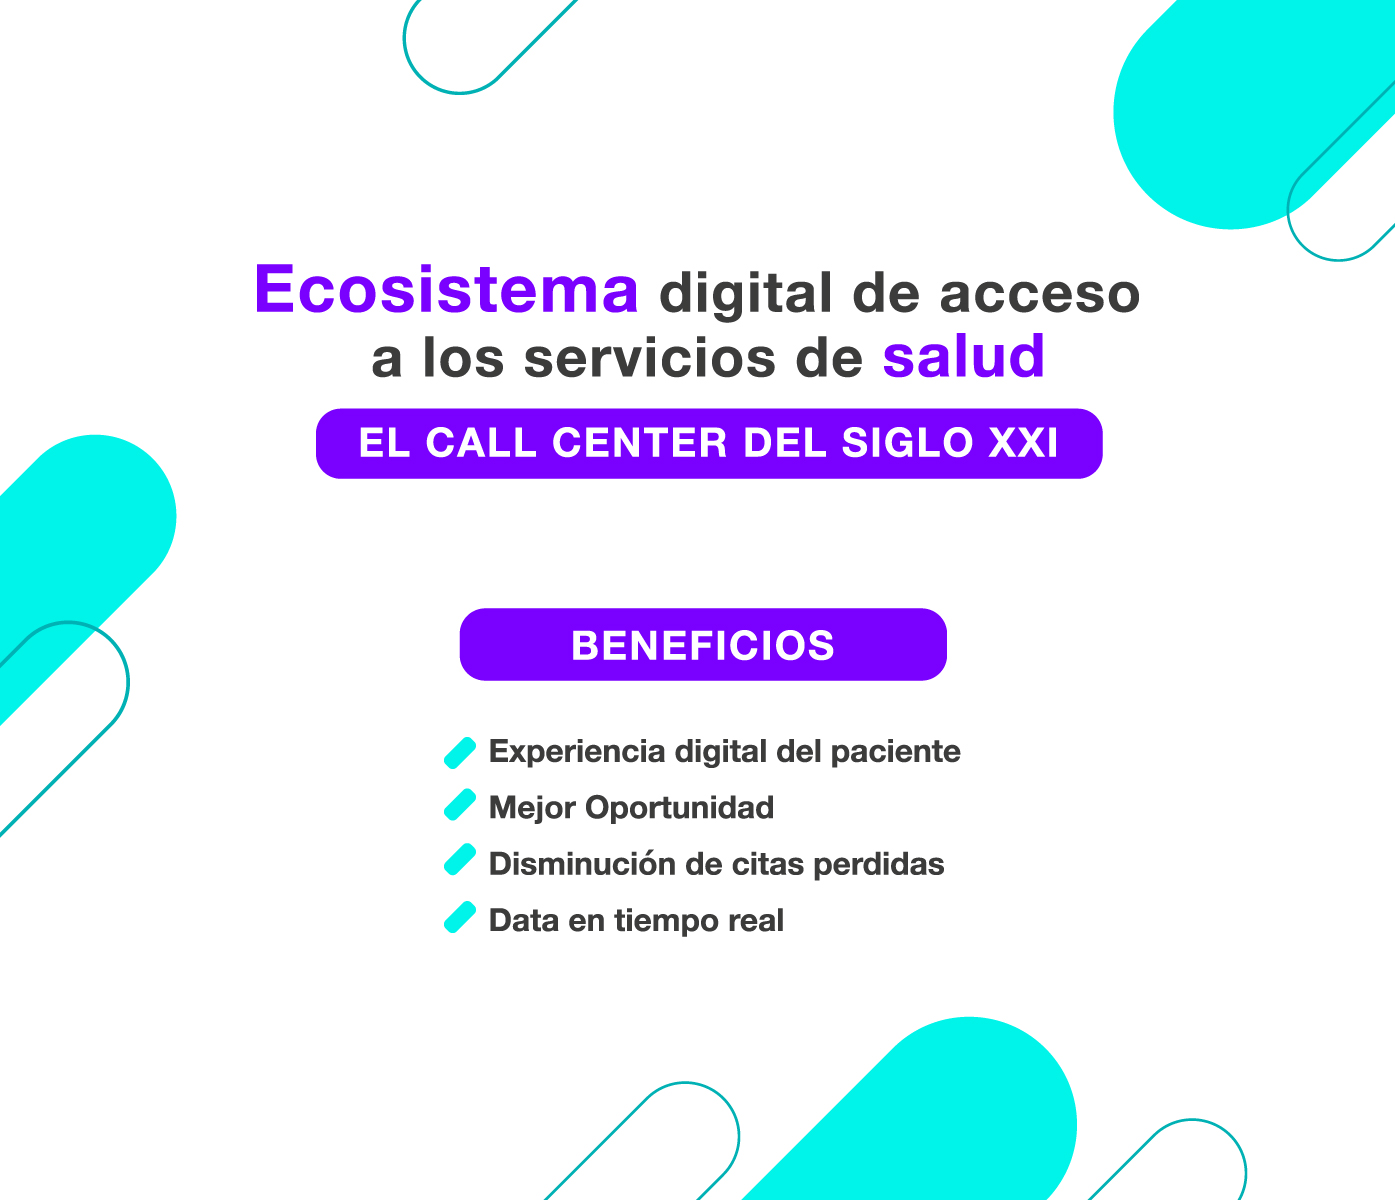 Ecosistema digital de acceso
a los servicios de salud
EL CALL CENTER DEL SIGLO XXI
BENEFICIOS
Experiencia digital del paciente
Mejor Oportunidad
Disminución de citas perdidas
Data en tiempo real